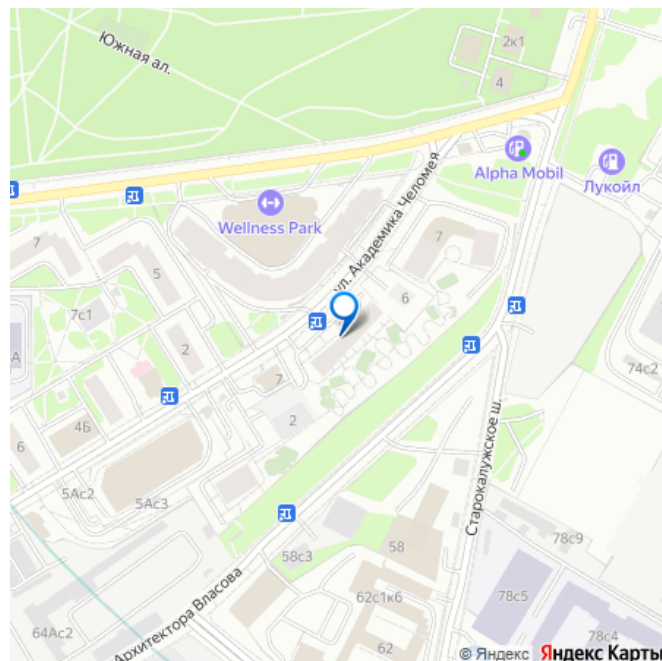 Южная ал.
2к1
4
Alpha Mobil
Лукойл
Wellness Park
ул. Академика Челомея
7
7
5
6
7с1
2
А
74с2
7
4Б
2
6
5Ас2
5Ас3
Старокалужское ш.
58
58с3
78с9
62с1к6
78с5
64Ас2
Архитектора Власова
62
78с4
© Яндекс Яндекс Карты